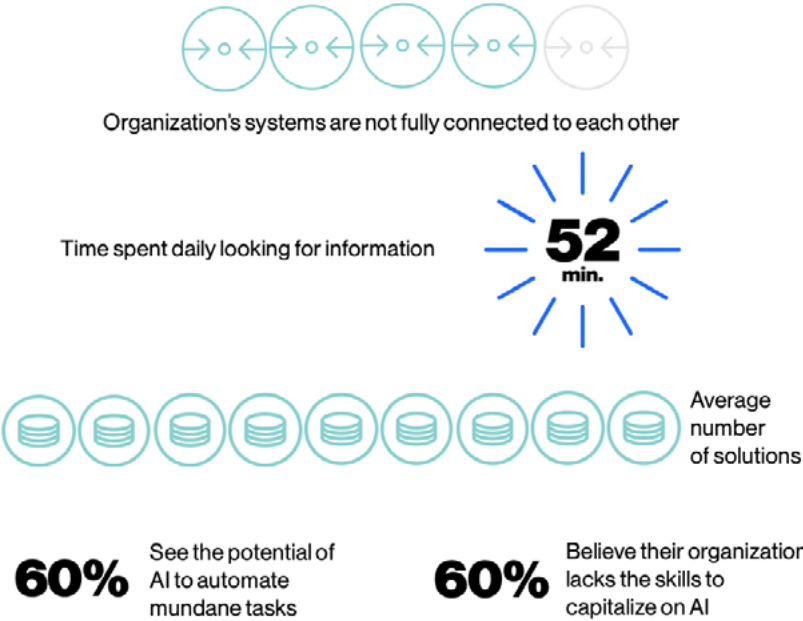 Organization's systems are not fully connected to each other
Time spent daily looking for information
52
min.
Average
number
of solutions
60%
See the potential of
AI to automate
mundane tasks
60%
Believe their organization
lacks the skills to
capitalize on AI